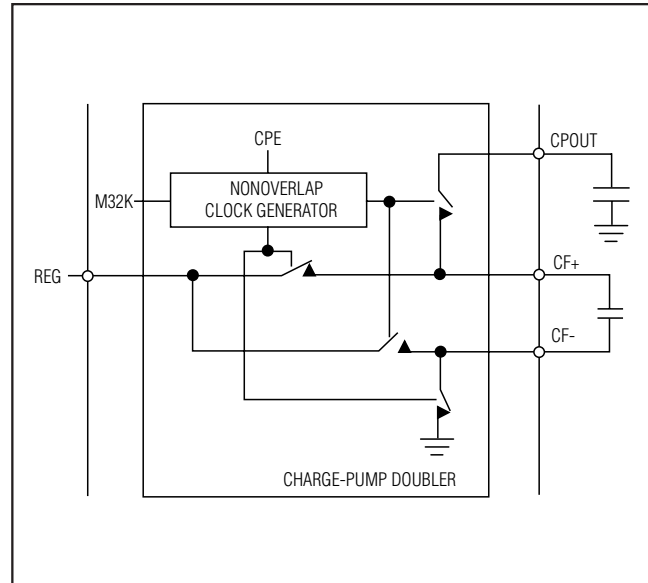 CPE
CPOUT
NONOVERLAP
CLOCK GENERATOR
M32K
REG
CF+
CF-
CHARGE-PUMP DOUBLER